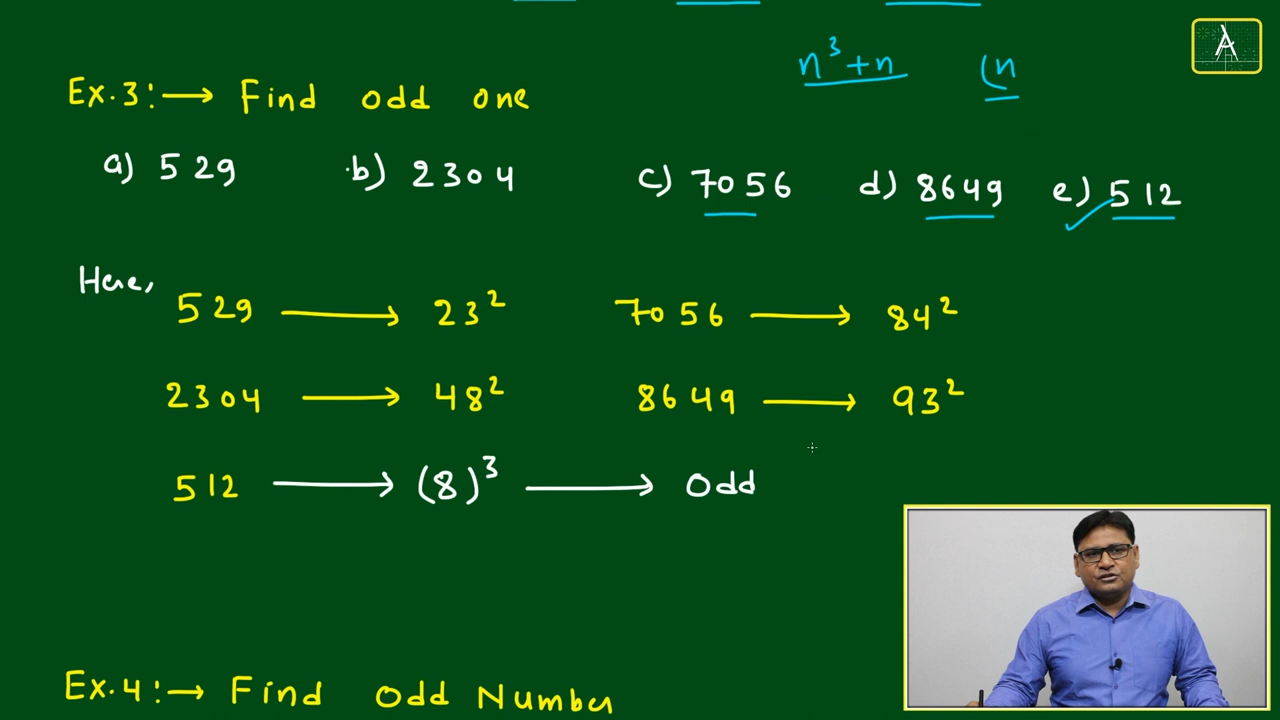 n³+n (n
Ex.3:→ Find odd one
a) 529 b) 2304 c) 7056 d) 8649 e) 512
Here,
529 → 23² 7056 → 84²
2304 → 48² 8649 → 93²
512 → (8)³ → Odd
Ex.4:→ Find Odd Number